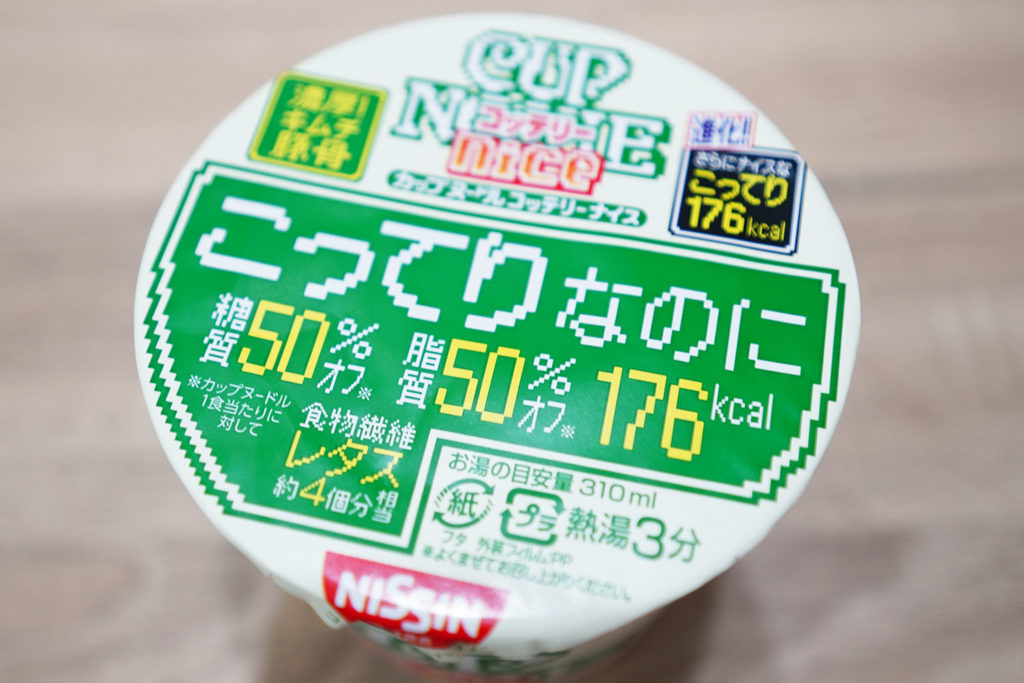 CUP
NOODLE
コッテリー
nice
カップヌードル コッテリーナイス
濃厚!
キムチ
豚骨
進化!!
さらにナイスな
こってり
176kcal
こってりなのに
糖質50%オフ※
脂質50%オフ※
176kcal
※カップヌードル
1食当たりに
対して
食物繊維
レタス
約4個分相当
お湯の目安量 310ml
紙
フタ
プラ
外装フィルム:PP
熱湯3分
※よくまぜてお召し上がりください。
NISSIN